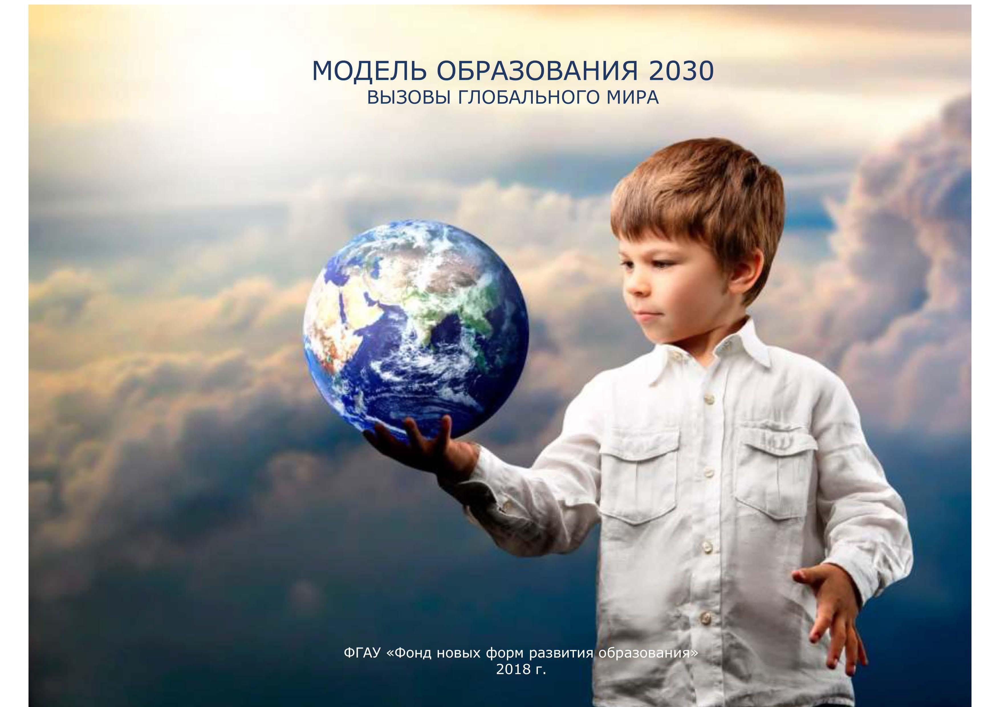 МОДЕЛЬ ОБРАЗОВАНИЯ 2030
ВЫЗОВЫ ГЛОБАЛЬНОГО МИРА
ФГАУ «Фонд новых форм развития образования»
2018 г.